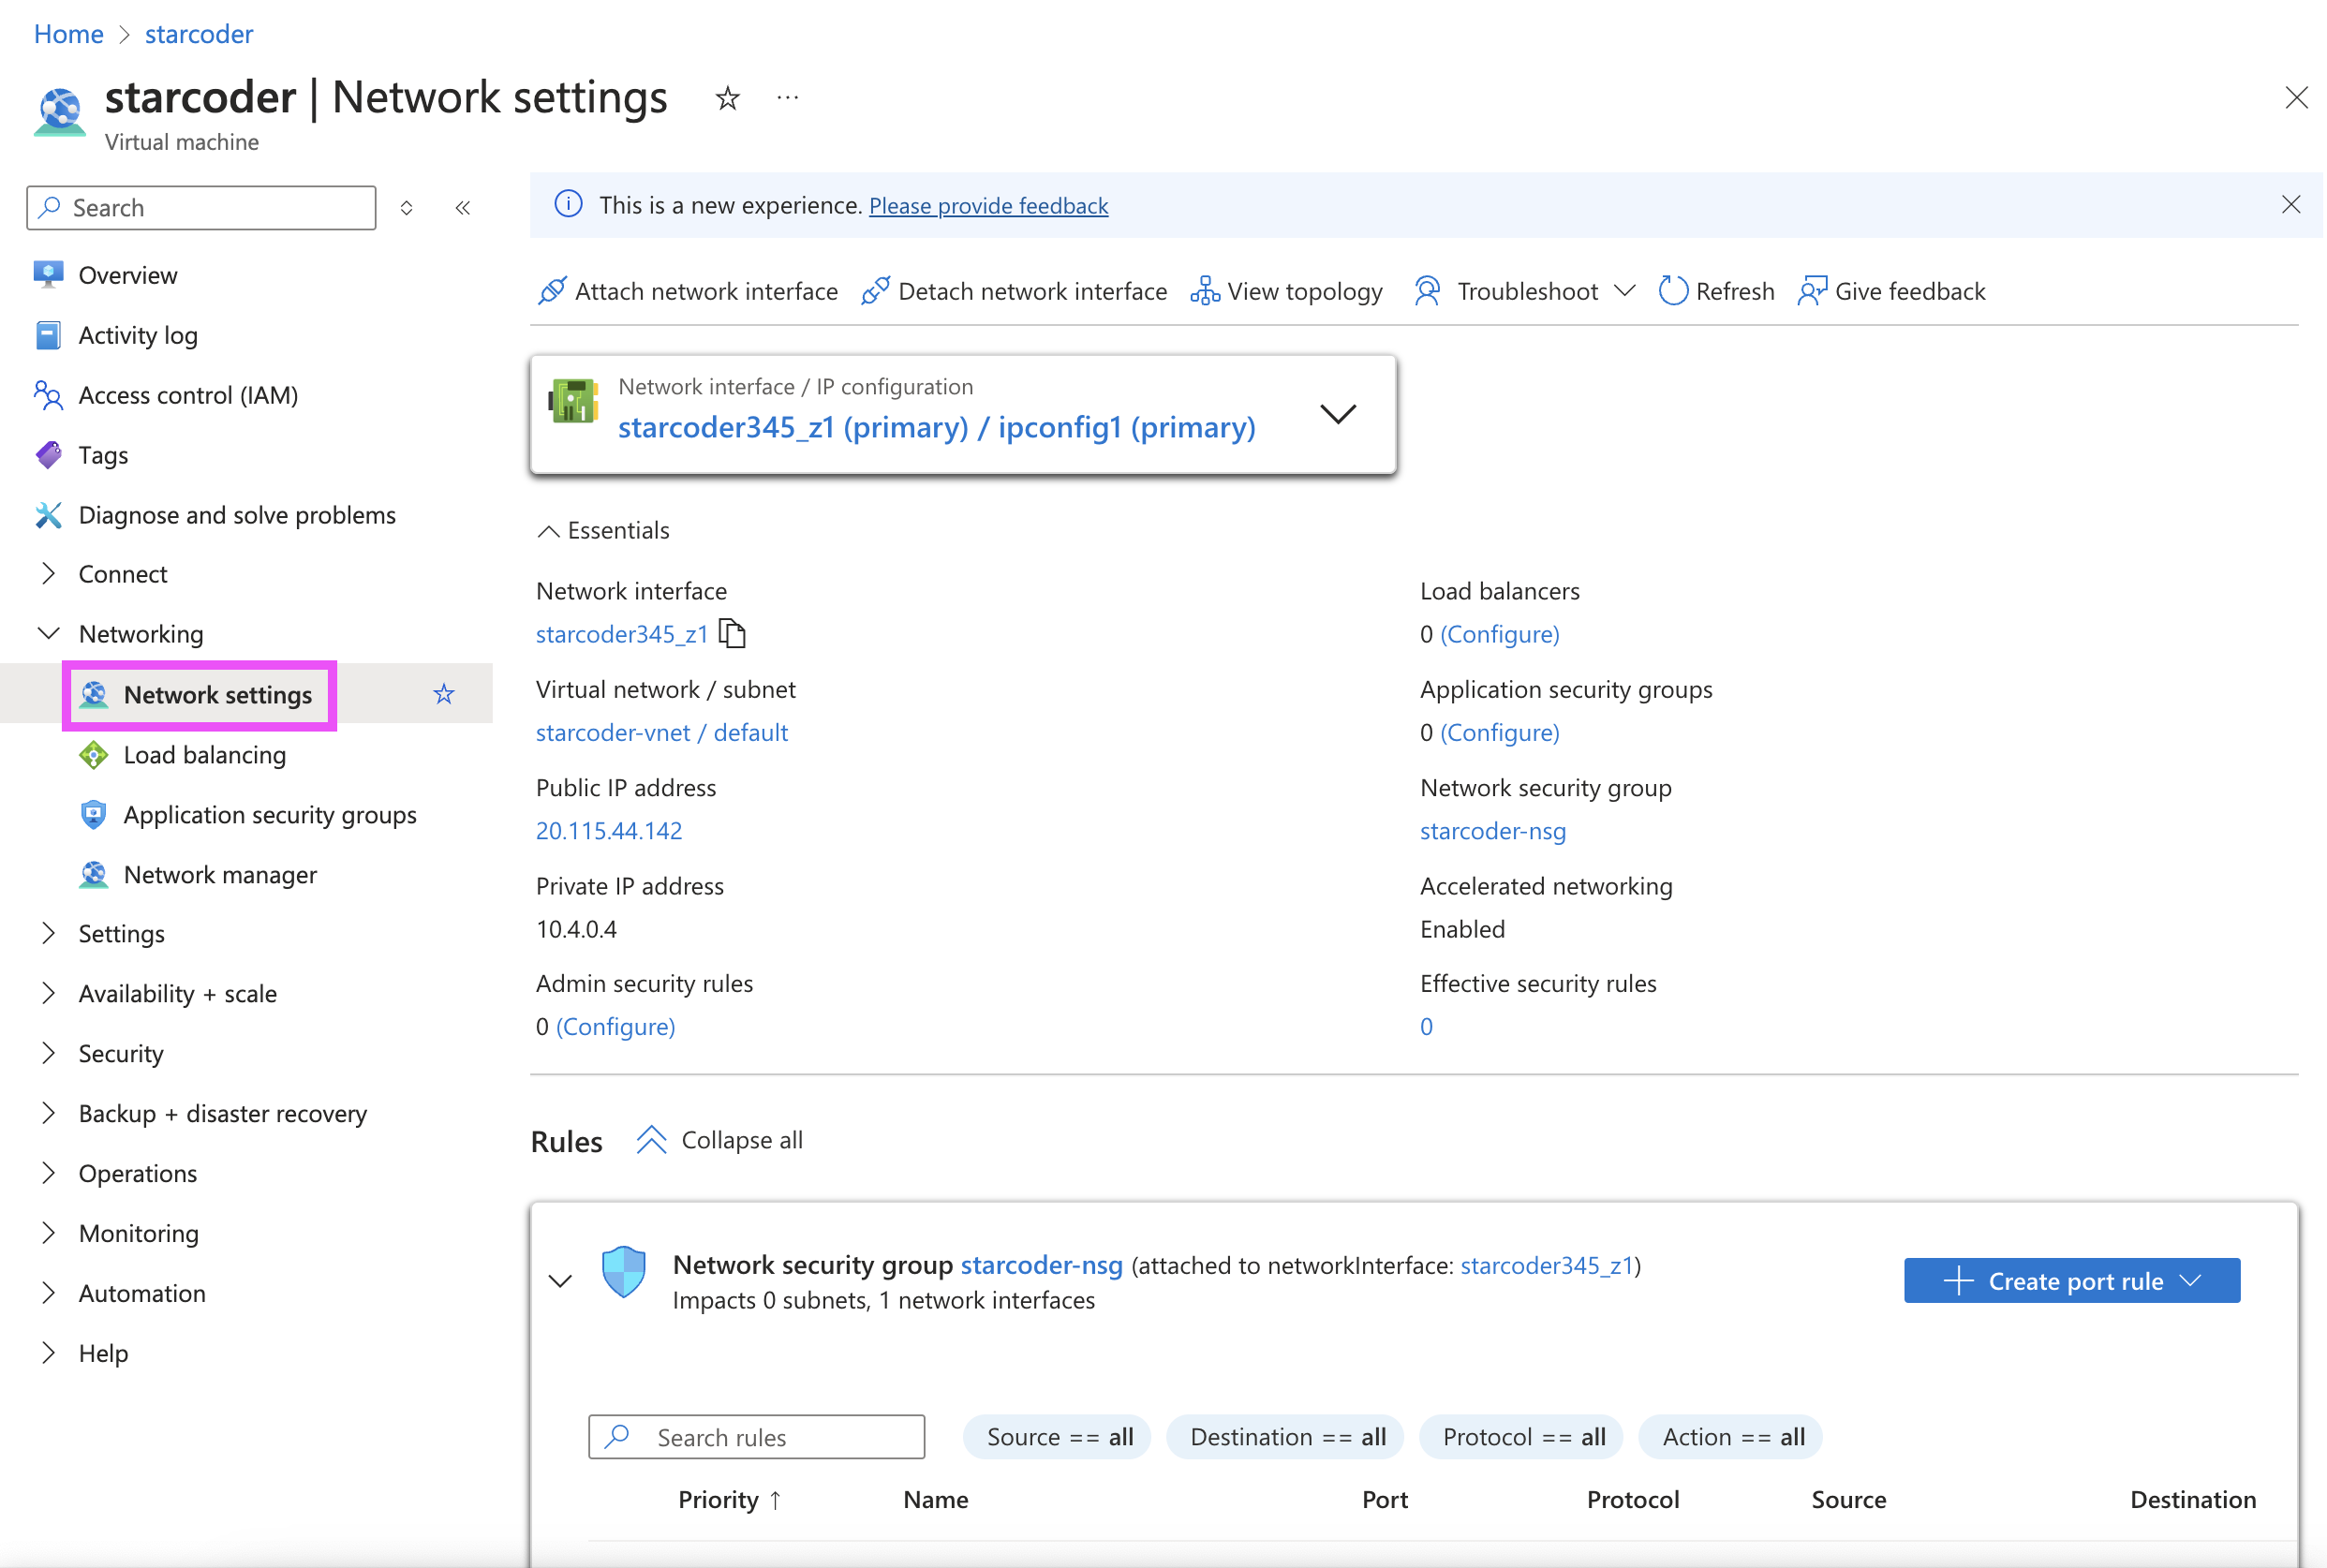 Home > starcoder
starcoder | Network settings
Virtual machine
Search
Overview
Activity log
Access control (IAM)
Tags
Diagnose and solve problems
Connect
Networking
Network settings
Load balancing
Application security groups
Network manager
Settings
Availability + scale
Security
Backup + disaster recovery
Operations
Monitoring
Automation
Help
This is a new experience. Please provide feedback
Attach network interface Detach network interface View topology Troubleshoot Refresh Give feedback
Network interface / IP configuration
starcoder345_z1 (primary) / ipconfig1 (primary)
Essentials
Network interface
starcoder345_z1
Virtual network / subnet
starcoder-vnet / default
Public IP address
20.115.44.142
Private IP address
10.4.0.4
Admin security rules
0 (Configure)
Load balancers
0 (Configure)
Application security groups
0 (Configure)
Network security group
starcoder-nsg
Accelerated networking
Enabled
Effective security rules
0
Rules Collapse all
Network security group starcoder-nsg (attached to networkInterface: starcoder345_z1)
Impacts 0 subnets, 1 network interfaces
Create port rule
Search rules Source == all Destination == all Protocol == all Action == all
Priority ↑ Name Port Protocol Source Destination